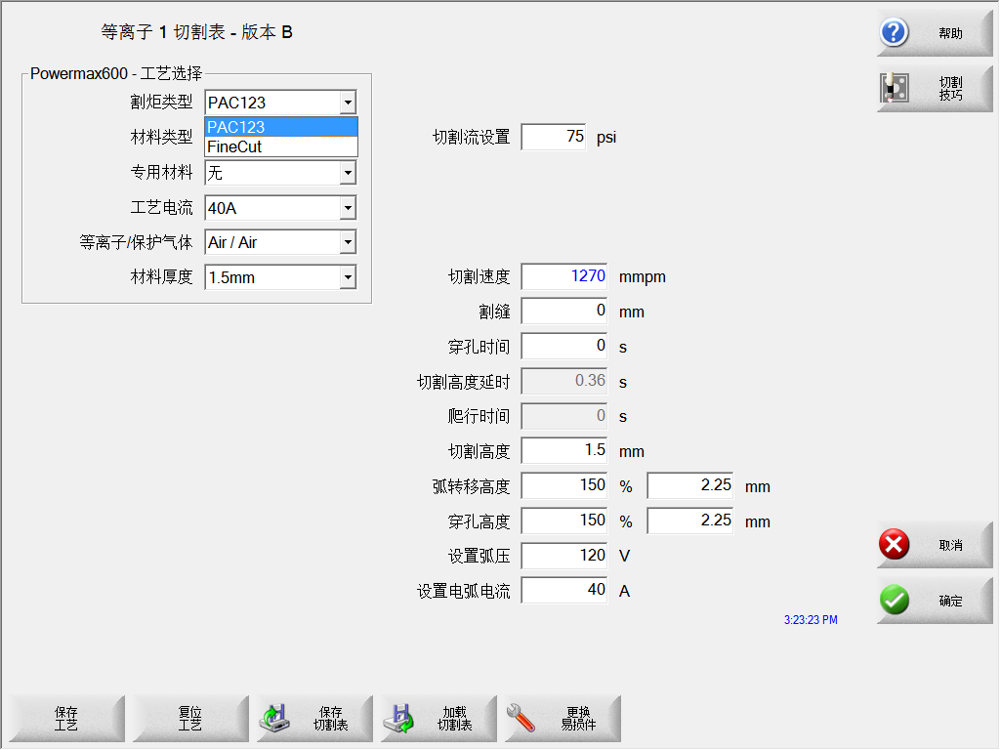 等离子 1 切割表 - 版本 B
帮助
切割
技巧
Powermax600 - 工艺选择
割炬类型 PAC123
PAC123
FineCut
材料类型
专用材料 无
工艺电流 40A
等离子/保护气体 Air / Air
材料厚度 1.5mm
切割流设置 75 psi
切割速度 1270 mmpm
割缝 0 mm
穿孔时间 0 s
切割高度延时 0.36 s
爬行时间 0 s
切割高度 1.5 mm
弧转移高度 150 % 2.25 mm
穿孔高度 150 % 2.25 mm
设置弧压 120 V
设置电弧电流 40 A
取消
确定
3:23:23 PM
保存
工艺
复位
工艺
保存
切割表
加载
切割表
更换
易损件